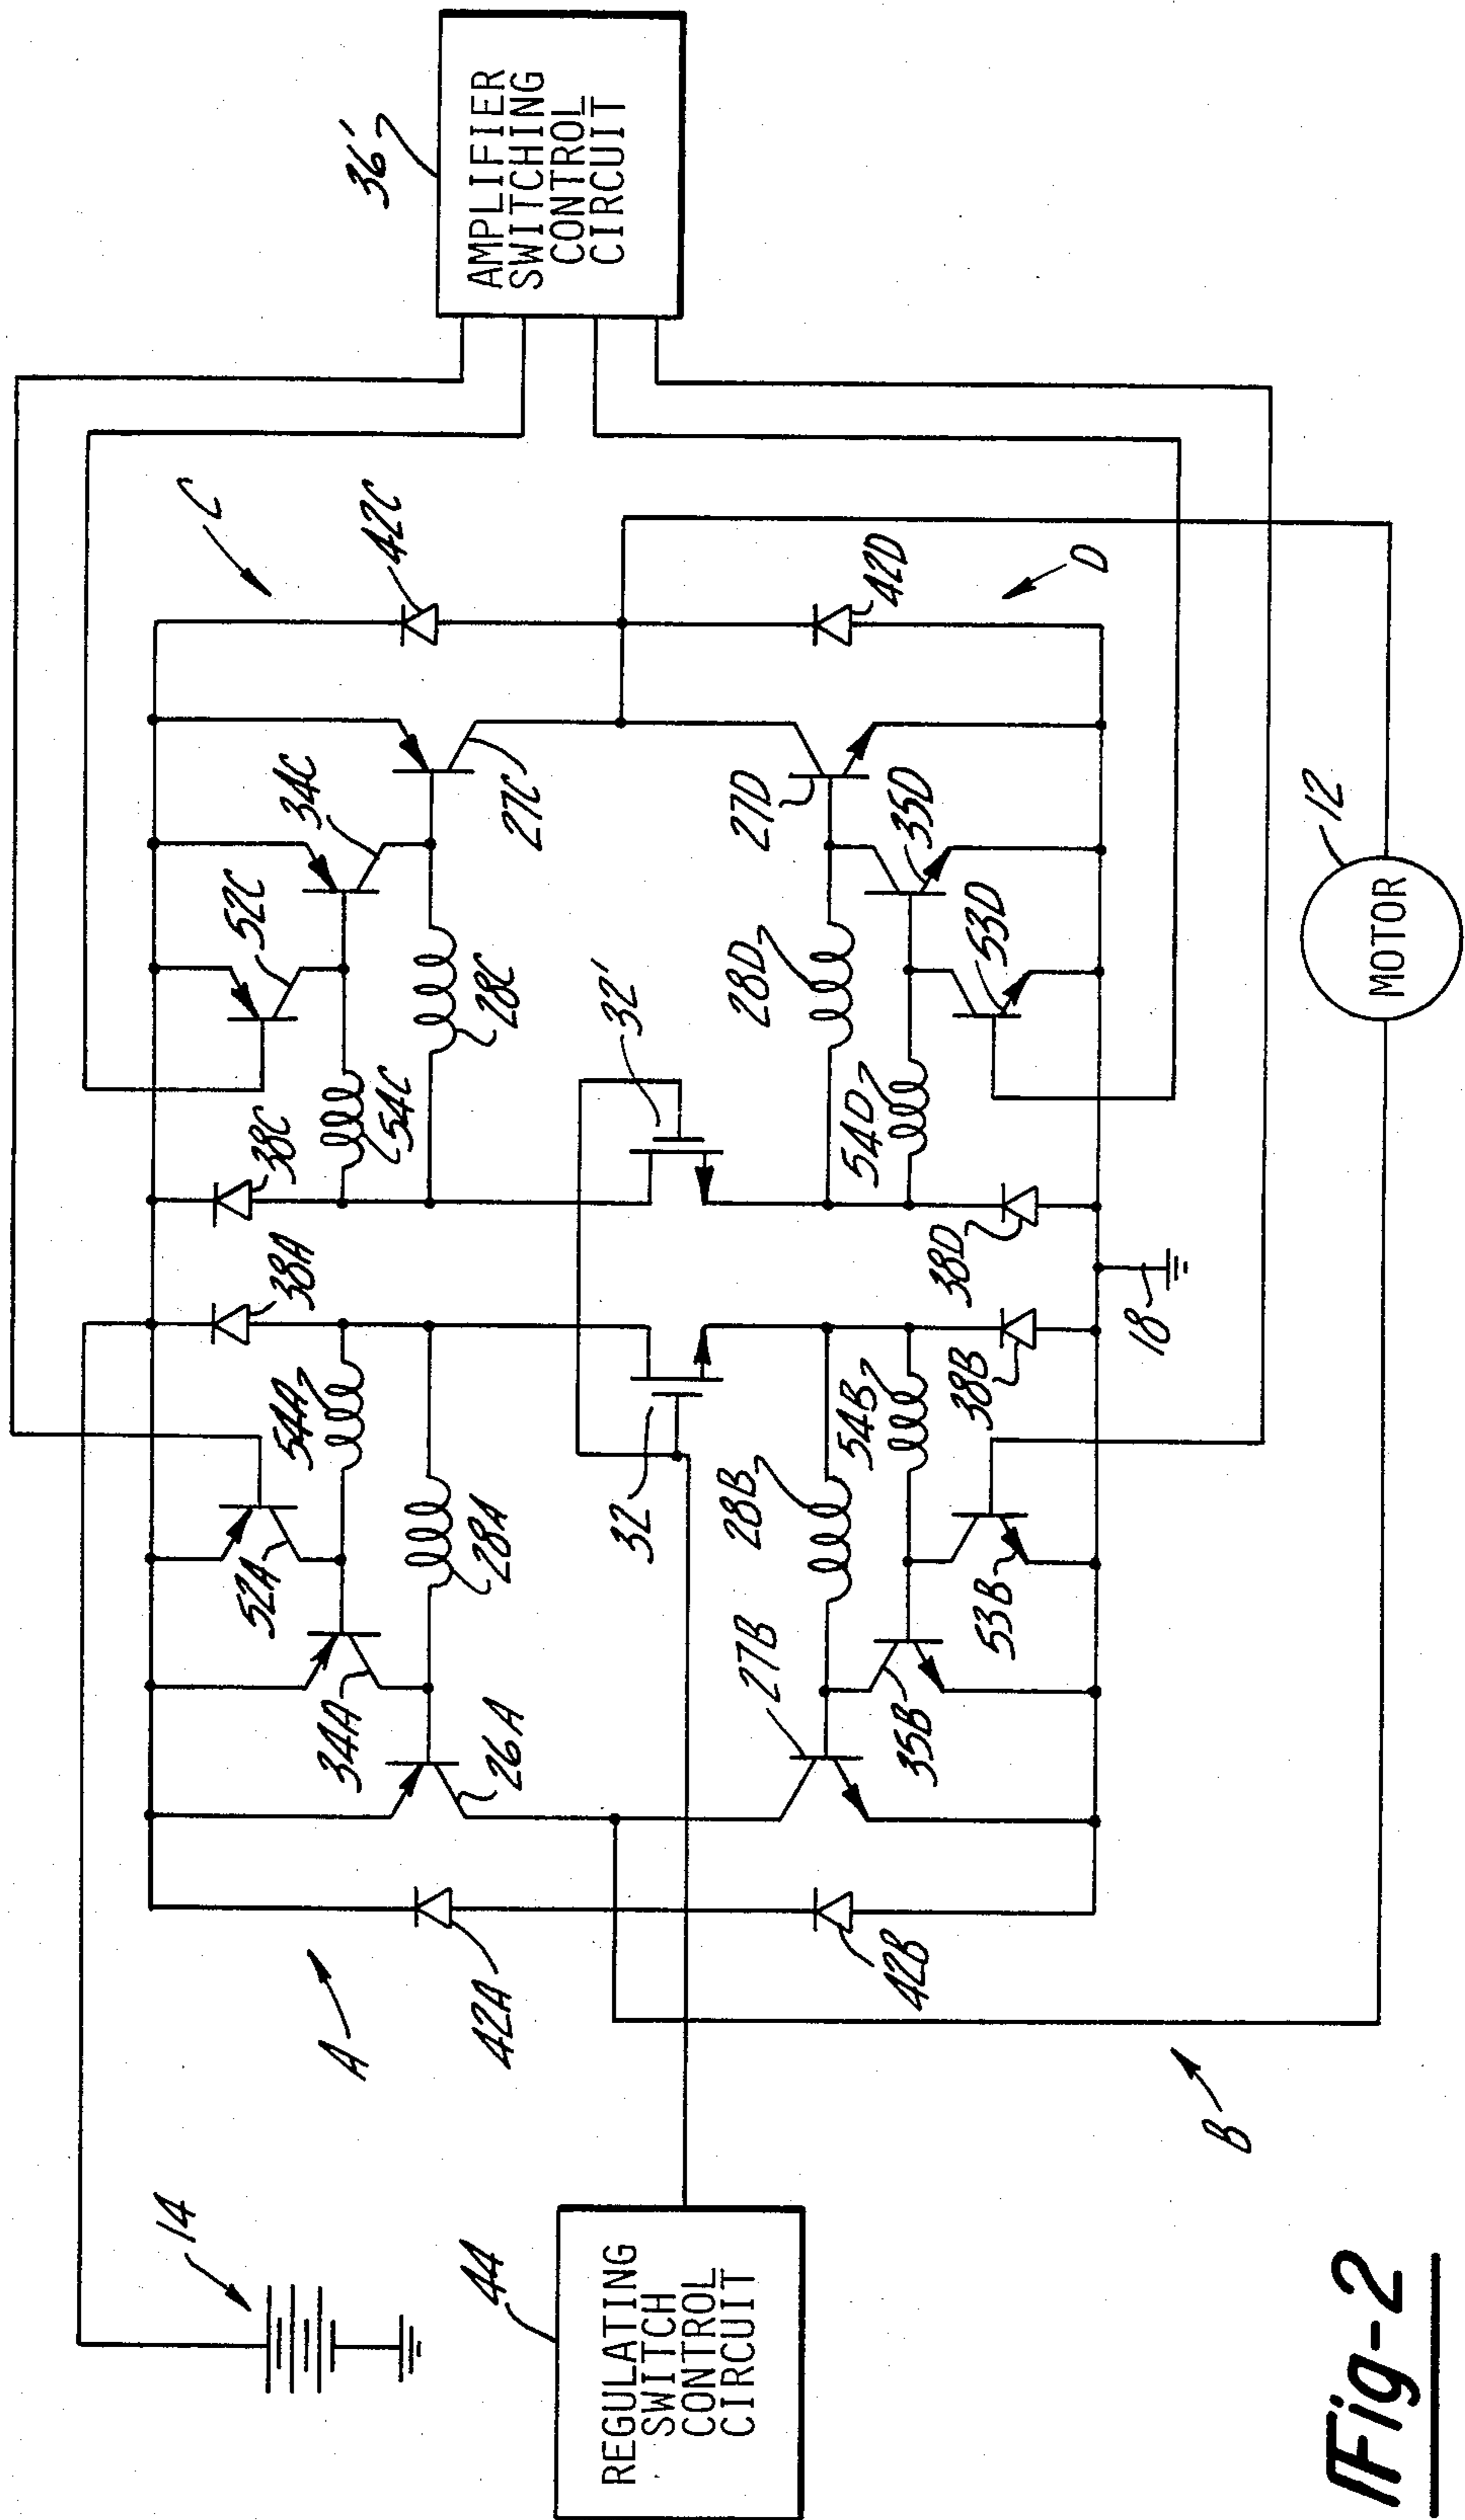 36'
AMPLIFIER
SWITCHING
CONTROL
CIRCUIT
C
42C
34C
52C
27C
28C
54C
38C
38A
32'
42D
D
27D
35D
53D
28D
54D
38D
18
12
MOTOR
54A
52A
28A
34A
26A
32
28B
54B
38B
27B
53B
35B
42A
42B
A
B
14
44
REGULATING
SWITCH
CONTROL
CIRCUIT
Fig-2